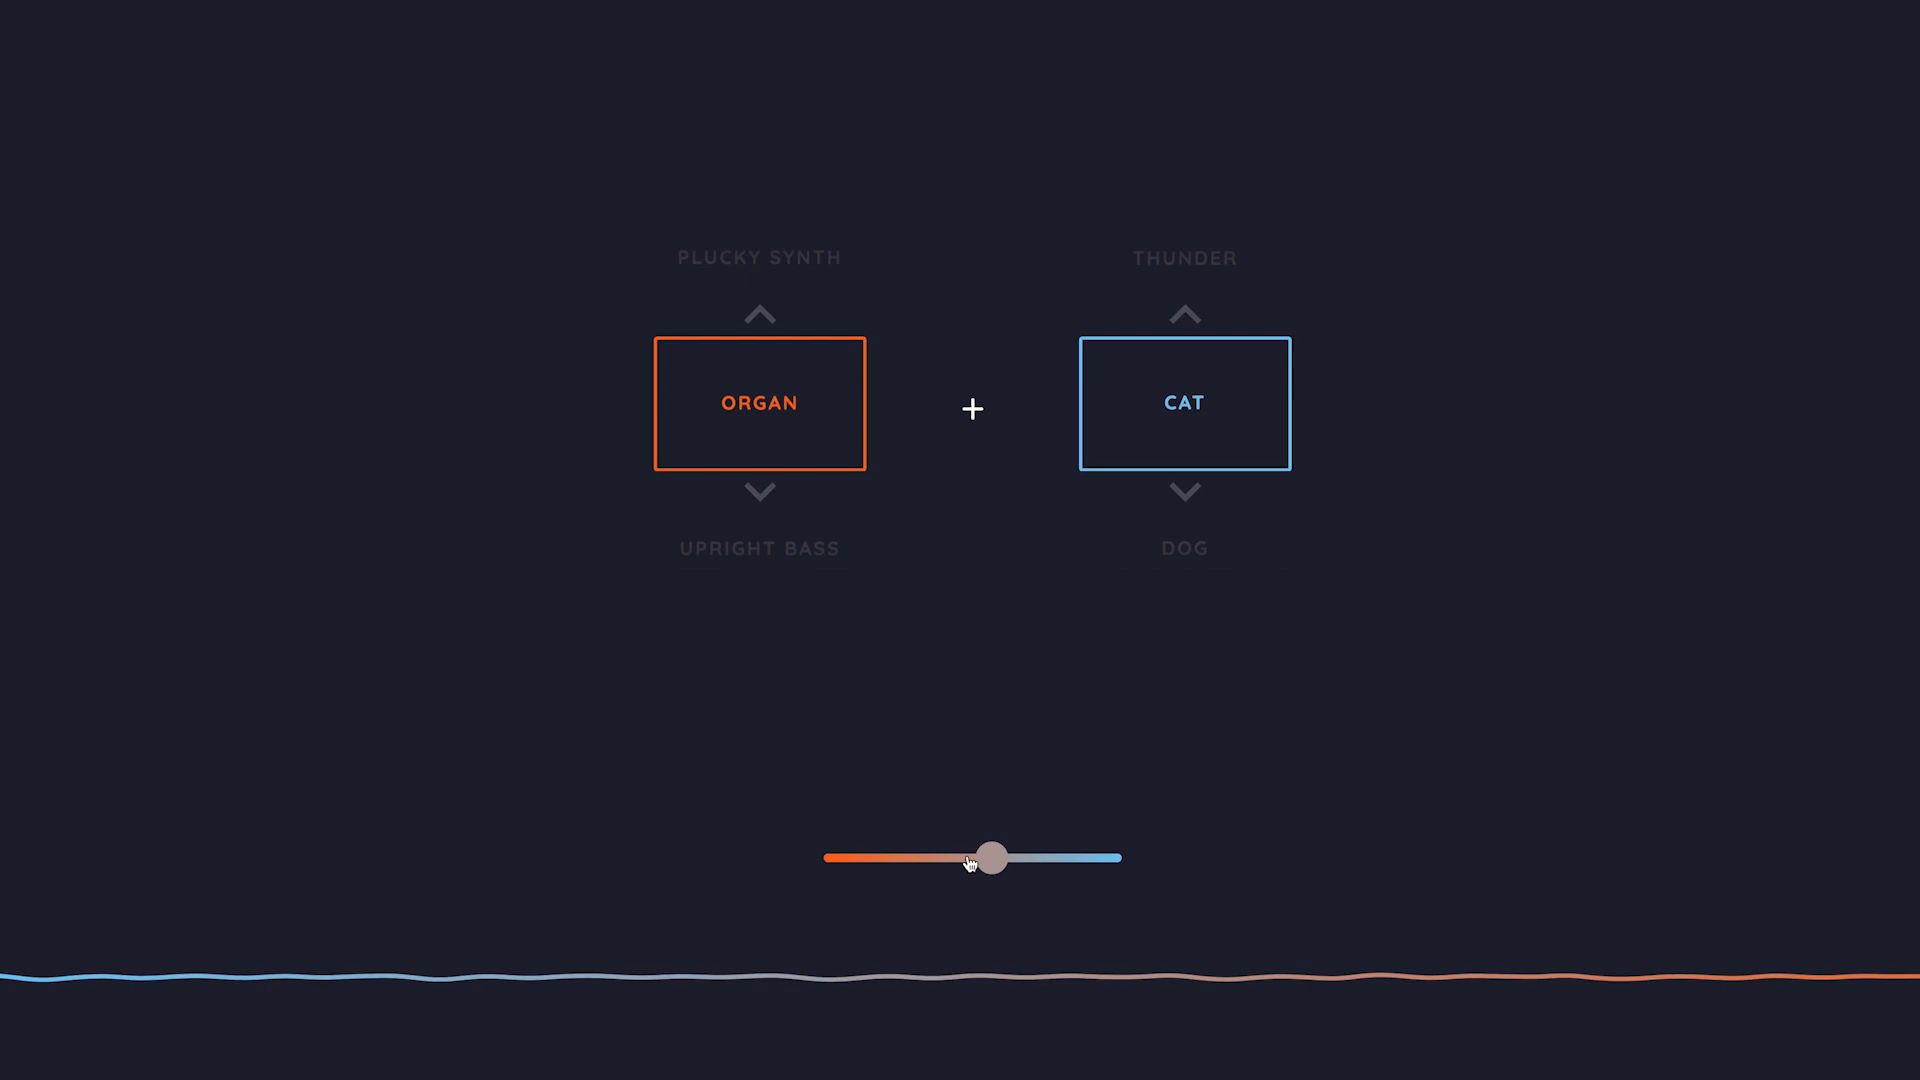 PLUCKY SYNTH
THUNDER
ORGAN
+
CAT
UPRIGHT BASS
DOG